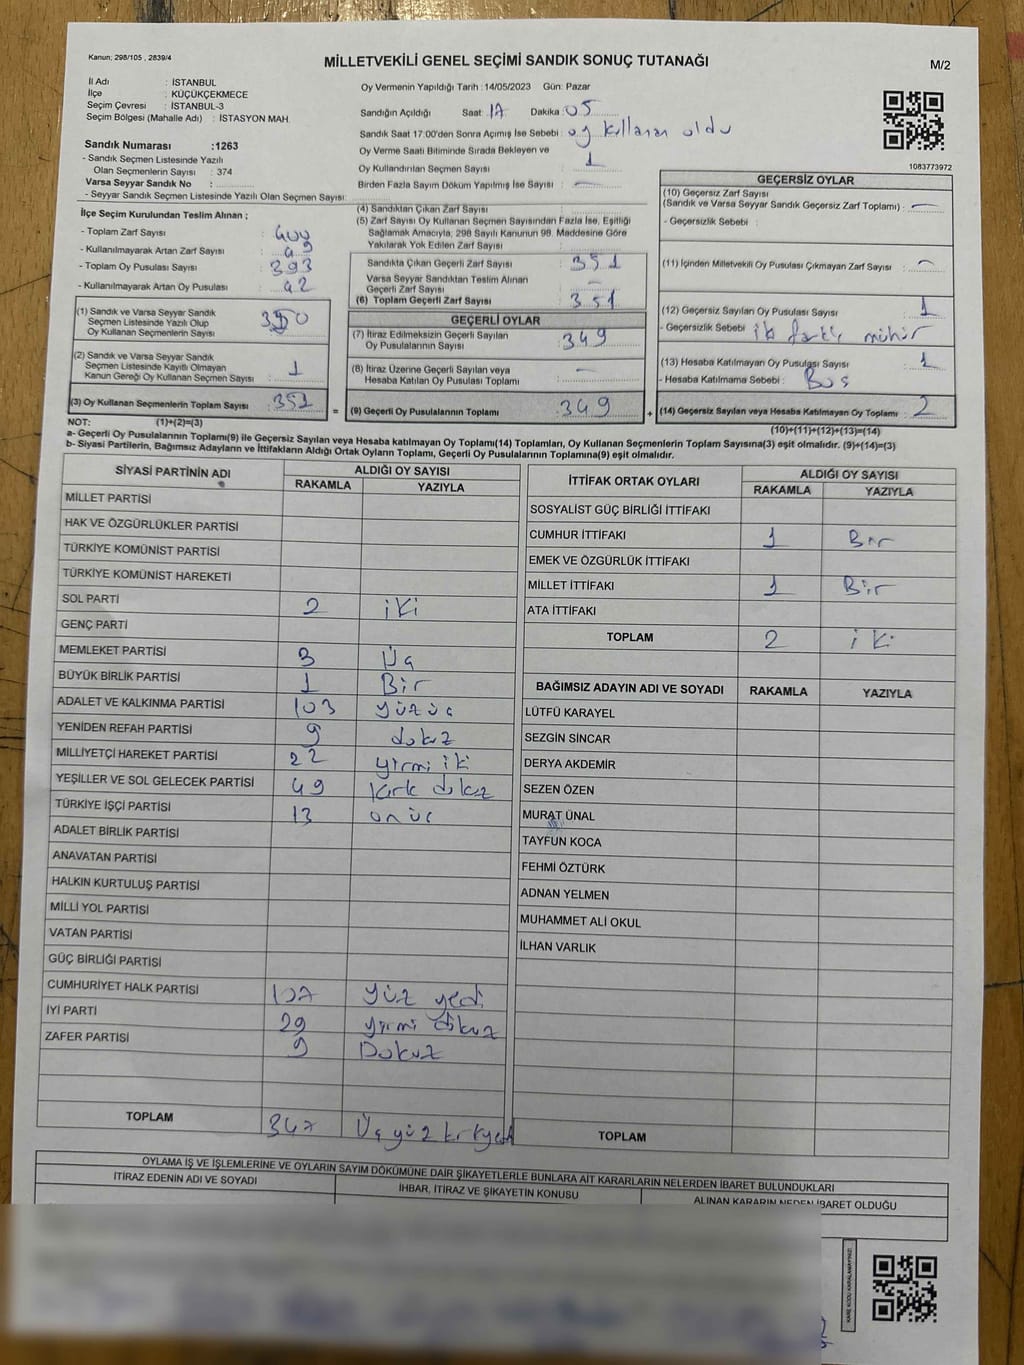 Kanun; 298/105 , 2839/4
MİLLETVEKİLİ GENEL SEÇİMİ SANDIK SONUÇ TUTANAĞI
M/2
İl Adı : İSTANBUL
İlçe : KÜÇÜKÇEKMECE
Seçim Çevresi : İSTANBUL-3
Seçim Bölgesi (Mahalle Adı) : İSTASYON MAH.
Sandık Numarası :1263
- Sandık Seçmen Listesinde Yazılı
Olan Seçmenlerin Sayısı : 374
Varsa Seyyar Sandık No :
- Seyyar Sandık Seçmen Listesinde Yazılı Olan Seçmen Sayısı:
Oy Vermenin Yapıldığı Tarih : 14/05/2023 Gün: Pazar
Sandığın Açıldığı Saat : 17 Dakika : 05
Sandık Saat 17:00'den Sonra Açımış İse Sebebi : oy kullanan oldu
Oy Verme Saati Bitiminde Sırada Bekleyen ve
Oy Kullandırılan Seçmen Sayısı : 1
Birden Fazla Sayım Döküm Yapılmış İse Sayısı : —
1083773972
İlçe Seçim Kurulundan Teslim Alınan ;
- Toplam Zarf Sayısı : 400
- Kullanılmayarak Artan Zarf Sayısı : 49
- Toplam Oy Pusulası Sayısı : 393
- Kullanılmayarak Artan Oy Pusulası : 42
(1) Sandık ve Varsa Seyyar Sandık
Seçmen Listesinde Yazılı Olup
Oy Kullanan Seçmenlerin Sayısı : 350
(2) Sandık ve Varsa Seyyar Sandık
Seçmen Listesinde Kayıtlı Olmayan
Kanun Gereği Oy Kullanan Seçmen Sayısı : 1
(3) Oy Kullanan Seçmenlerin Toplam Sayısı : 351
(4) Sandıktan Çıkan Zarf Sayısı :
(5) Zarf Sayısı Oy Kullanan Seçmen Sayısından Fazla İse, Eşitliği
Sağlamak Amacıyla, 298 Sayılı Kanunun 98. Maddesine Göre
Yakılarak Yok Edilen Zarf Sayısı :
Sandıkta Çıkan Geçerli Zarf Sayısı : 351
Varsa Seyyar Sandıktan Teslim Alınan
Geçerli Zarf Sayısı : —
(6) Toplam Geçerli Zarf Sayısı : 351
GEÇERLİ OYLAR
(7) İtiraz Edilmeksizin Geçerli Sayılan
Oy Pusulalarının Sayısı : 349
(8) İtiraz Üzerine Geçerli Sayılan veya
Hesaba Katılan Oy Pusulası Toplamı : —
= (9) Geçerli Oy Pusulalarının Toplamı : 349
GEÇERSİZ OYLAR
(10) Geçersiz Zarf Sayısı
(Sandık ve Varsa Seyyar Sandık Geçersiz Zarf Toplamı) : —
- Geçersizlik Sebebi :
(11) İçinden Milletvekili Oy Pusulası Çıkmayan Zarf Sayısı : —
(12) Geçersiz Sayılan Oy Pusulası Sayısı : 1
- Geçersizlik Sebebi : iki farklı mühür
(13) Hesaba Katılmayan Oy Pusulası Sayısı : 1
- Hesaba Katılmama Sebebi : Boş
+ (14) Geçersiz Sayılan veya Hesaba Katılmayan Oy Toplamı : 2
NOT: (1)+(2)=(3)
(10)+(11)+(12)+(13)=(14)
a- Geçerli Oy Pusulalarının Toplamı(9) ile Geçersiz Sayılan veya Hesaba katılmayan Oy Toplamı(14) Toplamları, Oy Kullanan Seçmenlerin Toplam Sayısına(3) eşit olmalıdır. (9)+(14)=(3)
b- Siyasi Partilerin, Bağımsız Adayların ve İttifakların Aldığı Ortak Oyların Toplamı, Geçerli Oy Pusulalarının Toplamına(9) eşit olmalıdır.
SİYASİ PARTİNİN ADI ALDIĞI OY SAYISI
RAKAMLA YAZIYLA
MİLLET PARTİSİ
HAK VE ÖZGÜRLÜKLER PARTİSİ
TÜRKİYE KOMÜNİST PARTİSİ
TÜRKİYE KOMÜNİST HAREKETİ
SOL PARTİ 2 iki
GENÇ PARTİ
MEMLEKET PARTİSİ 3 Üç
BÜYÜK BİRLİK PARTİSİ 1 Bir
ADALET VE KALKINMA PARTİSİ 103 yüzüç
YENİDEN REFAH PARTİSİ 9 dokuz
MİLLİYETÇİ HAREKET PARTİSİ 22 yirmi iki
YEŞİLLER VE SOL GELECEK PARTİSİ 49 kırk dokuz
TÜRKİYE İŞÇİ PARTİSİ 13 onüç
ADALET BİRLİK PARTİSİ
ANAVATAN PARTİSİ
HALKIN KURTULUŞ PARTİSİ
MİLLİ YOL PARTİSİ
VATAN PARTİSİ
GÜÇ BİRLİĞİ PARTİSİ
CUMHURİYET HALK PARTİSİ 107 yüz yedi
İYİ PARTİ 29 yirmi dokuz
ZAFER PARTİSİ 9 Dokuz
TOPLAM 347 Üçyüz kırkyedi
İTTİFAK ORTAK OYLARI ALDIĞI OY SAYISI
RAKAMLA YAZIYLA
SOSYALİST GÜÇ BİRLİĞİ İTTİFAKI
CUMHUR İTTİFAKI 1 Bir
EMEK VE ÖZGÜRLÜK İTTİFAKI
MİLLET İTTİFAKI 1 Bir
ATA İTTİFAKI
TOPLAM 2 iki
BAĞIMSIZ ADAYIN ADI VE SOYADI RAKAMLA YAZIYLA
LÜTFÜ KARAYEL
SEZGİN SİNCAR
DERYA AKDEMİR
SEZEN ÖZEN
MURAT ÜNAL
TAYFUN KOCA
FEHMİ ÖZTÜRK
ADNAN YELMEN
MUHAMMET ALİ OKUL
İLHAN VARLIK
TOPLAM
OYLAMA İŞ VE İŞLEMLERİNE VE OYLARIN SAYIM DÖKÜMÜNE DAİR ŞİKAYETLERLE BUNLARA AİT KARARLARIN NELERDEN İBARET BULUNDUKLARI
İTİRAZ EDENİN ADI VE SOYADI İHBAR, İTİRAZ VE ŞİKAYETİN KONUSU ALINAN KARARIN NEDEN İBARET OLDUĞU
KARE KODU KARALAMAYINIZ!